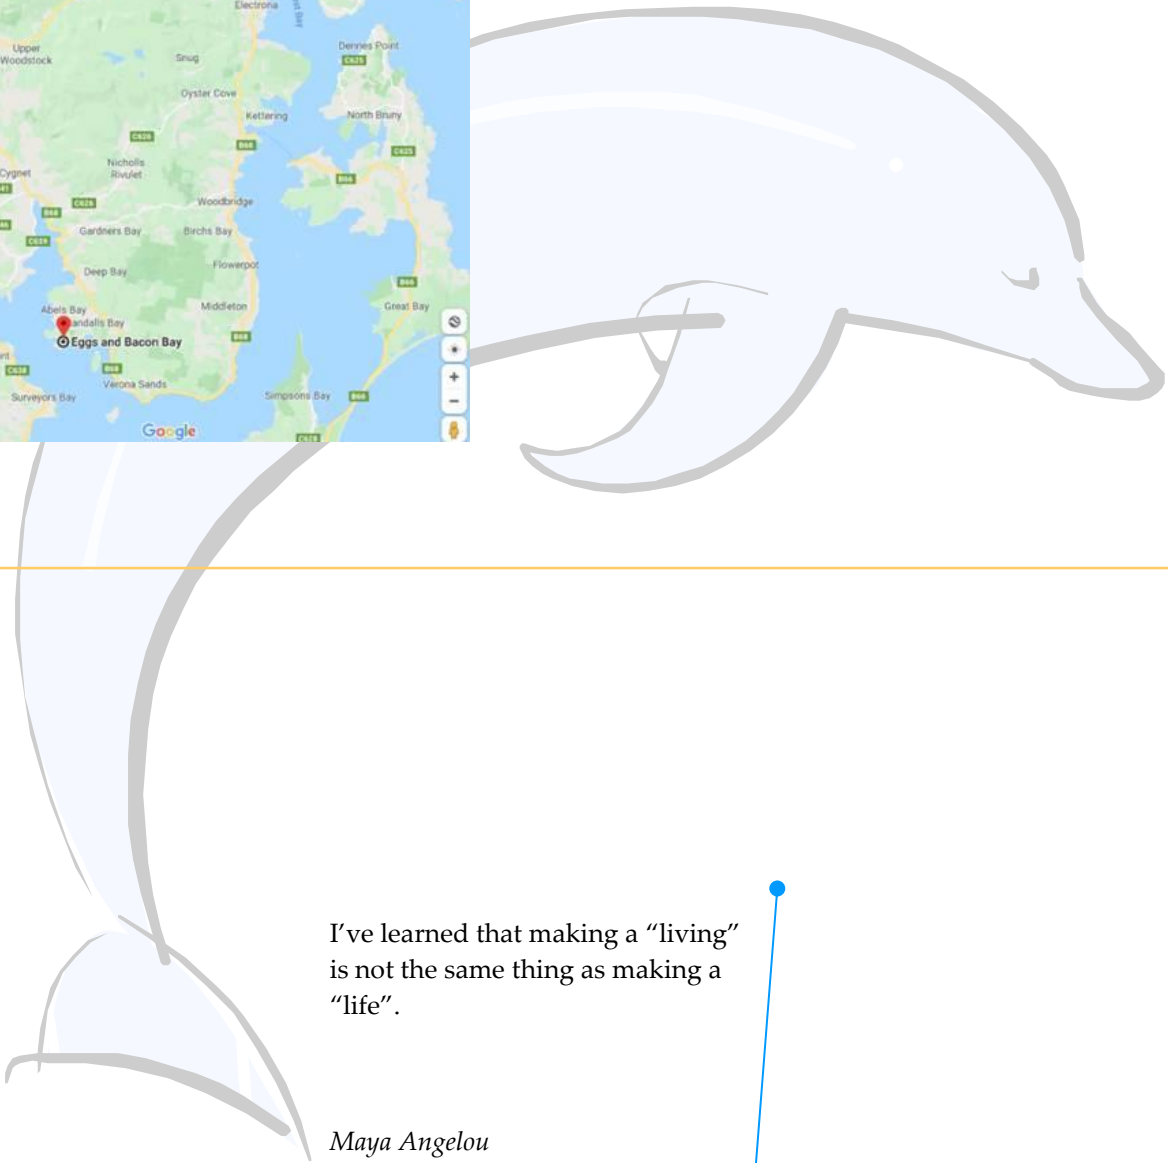 Electrona
Upper
Woodstock
Dennes Point
Snug
C625
Oyster Cove
Kettering
North Bruny
C626
B68
C625
Nicholls
Rivulet
Cygnet
B66
C626
Woodbridge
B68
Gardners Bay
Birchs Bay
C639
Deep Bay
Flowerpot
B66
Abels Bay
Middleton
Great Bay
Randalls Bay
Eggs and Bacon Bay
B68
C638
B68
Verona Sands
Surveyors Bay
Simpsons Bay
B66
Google
C628
I've learned that making a “living”
is not the same thing as making a
“life”.
Maya Angelou